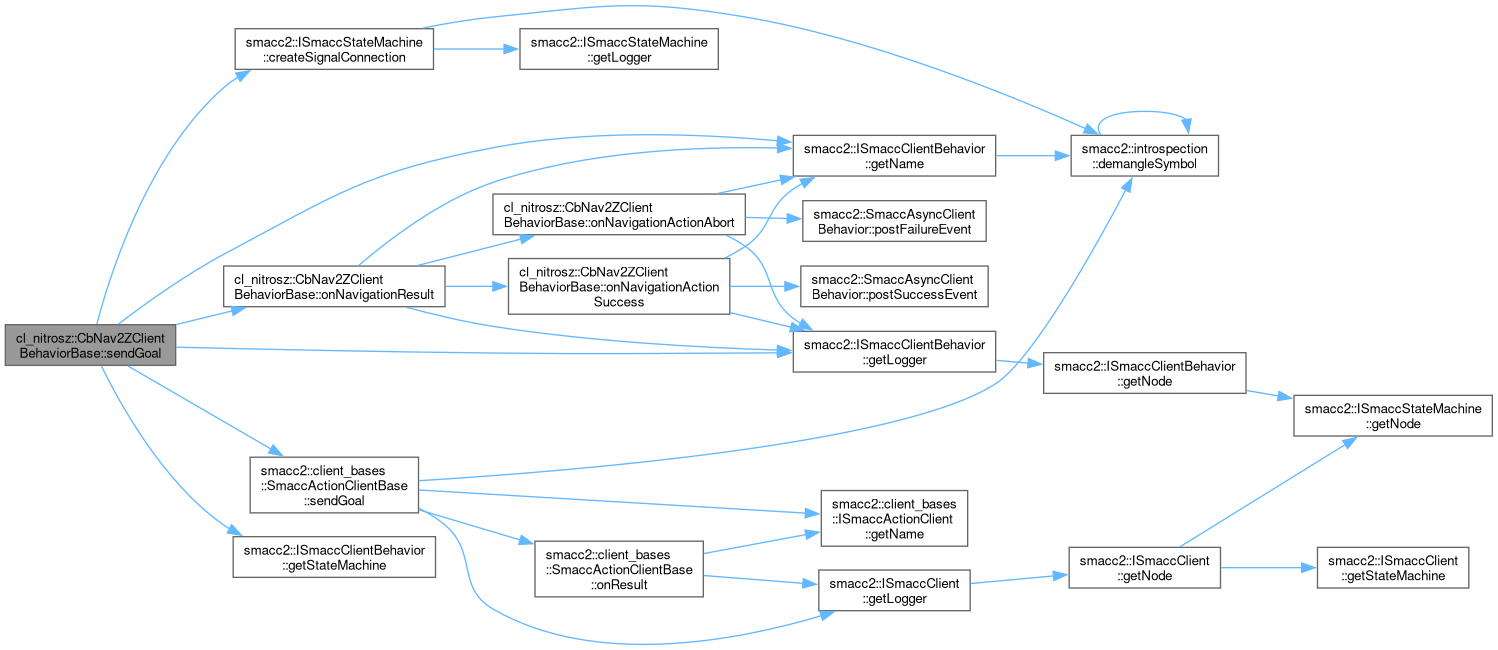 cl_nitrosz::CbNav2ZClient
BehaviorBase::sendGoal
smacc2::ISmaccStateMachine
::createSignalConnection
smacc2::ISmaccStateMachine
::getLogger
smacc2::ISmaccClientBehavior
::getName
smacc2::introspection
::demangleSymbol
cl_nitrosz::CbNav2ZClient
BehaviorBase::onNavigationActionAbort
smacc2::SmaccAsyncClient
Behavior::postFailureEvent
cl_nitrosz::CbNav2ZClient
BehaviorBase::onNavigationResult
cl_nitrosz::CbNav2ZClient
BehaviorBase::onNavigationAction
Success
smacc2::SmaccAsyncClient
Behavior::postSuccessEvent
smacc2::ISmaccClientBehavior
::getLogger
smacc2::ISmaccClientBehavior
::getNode
smacc2::ISmaccStateMachine
::getNode
smacc2::client_bases
::SmaccActionClientBase
::sendGoal
smacc2::client_bases
::ISmaccActionClient
::getName
smacc2::ISmaccClientBehavior
::getStateMachine
smacc2::client_bases
::SmaccActionClientBase
::onResult
smacc2::ISmaccClient
::getLogger
smacc2::ISmaccClient
::getNode
smacc2::ISmaccClient
::getStateMachine